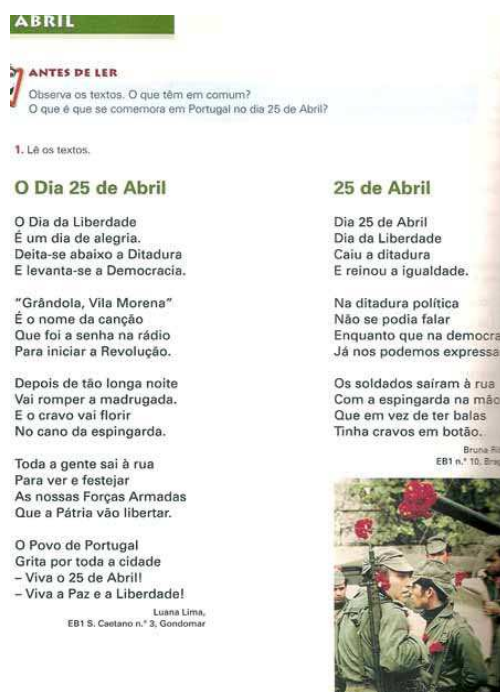 ABRIL
ANTES DE LER
Observa os textos. O que têm em comum?
O que é que se comemora em Portugal no dia 25 de Abril?
1. Lê os textos.
O Dia 25 de Abril
O Dia da Liberdade
É um dia de alegria.
Deita-se abaixo a Ditadura
E levanta-se a Democracia.
"Grândola, Vila Morena"
É o nome da canção
Que foi a senha na rádio
Para iniciar a Revolução.
Depois de tão longa noite
Vai romper a madrugada.
E o cravo vai florir
No cano da espingarda.
Toda a gente sai à rua
Para ver e festejar
As nossas Forças Armadas
Que a Pátria vão libertar.
O Povo de Portugal
Grita por toda a cidade
– Viva o 25 de Abril!
– Viva a Paz e a Liberdade!
Luana Lima,
EB1 S. Caetano n.º 3, Gondomar
25 de Abril
Dia 25 de Abril
Dia da Liberdade
Caiu a ditadura
E reinou a igualdade.
Na ditadura política
Não se podia falar
Enquanto que na democra
Já nos podemos expressa
Os soldados saíram à rua
Com a espingarda na mão
Que em vez de ter balas
Tinha cravos em botão.
Bruna
EB1 n.º 10,